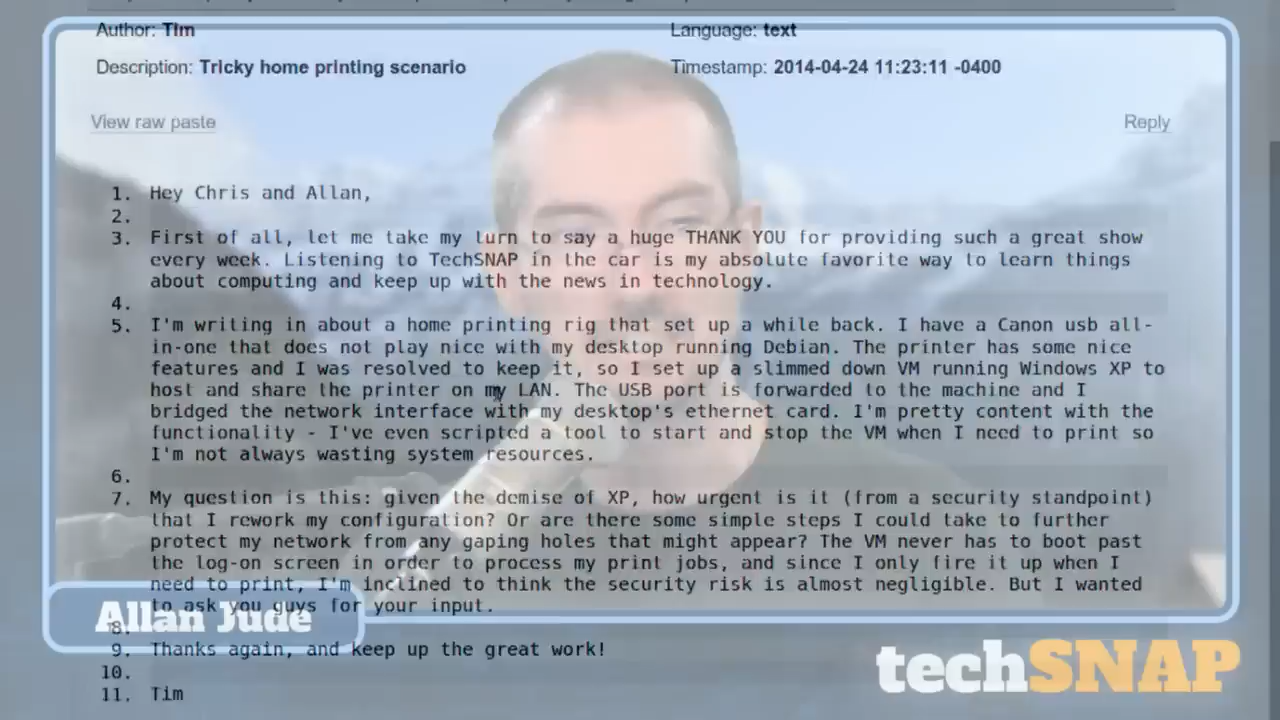 Author: Tim
Language: text
Description: Tricky home printing scenario
Timestamp: 2014-04-24 11:23:11 -0400
View raw paste
Reply
1. Hey Chris and Allan,
2.
3. First of all, let me take my turn to say a huge THANK YOU for providing such a great show
every week. Listening to TechSNAP in the car is my absolute favorite way to learn things
about computing and keep up with the news in technology.
4.
5. I'm writing in about a home printing rig that set up a while back. I have a Canon usb all-
in-one that does not play nice with my desktop running Debian. The printer has some nice
features and I was resolved to keep it, so I set up a slimmed down VM running Windows XP to
host and share the printer on my LAN. The USB port is forwarded to the machine and I
bridged the network interface with my desktop's ethernet card. I'm pretty content with the
functionality - I've even scripted a tool to start and stop the VM when I need to print so
I'm not always wasting system resources.
6.
7. My question is this: given the demise of XP, how urgent is it (from a security standpoint)
that I rework my configuration? Or are there some simple steps I could take to further
protect my network from any gaping holes that might appear? The VM never has to boot past
the log-on screen in order to process my print jobs, and since I only fire it up when I
need to print, I'm inclined to think the security risk is almost negligible. But I wanted
to ask you guys for your input.
Allan Jude
8.
9. Thanks again, and keep up the great work!
10.
11. Tim
techSNAP